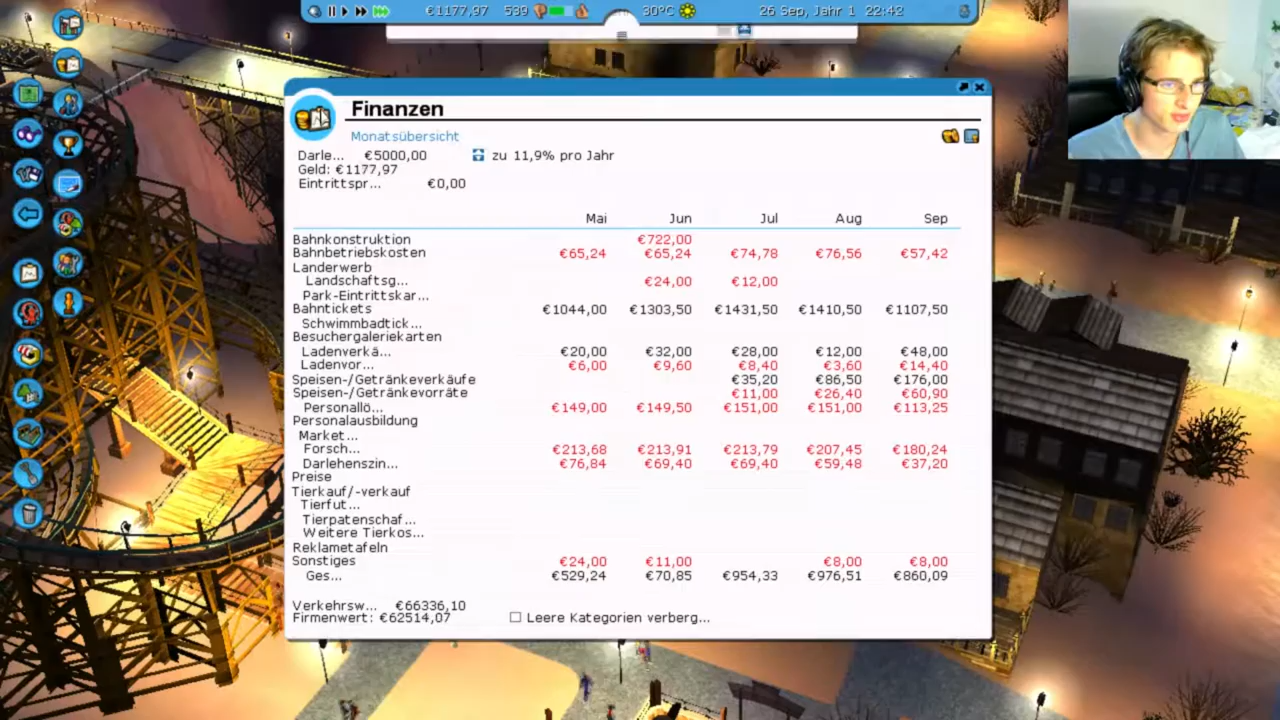 €1177,97 539 30°C 26 Sep, Jahr 1 22:42
Finanzen
Monatsübersicht
Darle... €5000,00 zu 11,9% pro Jahr
Geld: €1177,97
Eintrittspr... €0,00
Mai Jun Jul Aug Sep
Bahnkonstruktion €722,00
Bahnbetriebskosten €65,24 €65,24 €74,78 €76,56 €57,42
Landerwerb
Landschaftsg... €24,00 €12,00
Park-Eintrittskar...
Bahntickets €1044,00 €1303,50 €1431,50 €1410,50 €1107,50
Schwimmbadtick...
Besuchergaleriekarten
Ladenverkä... €20,00 €32,00 €28,00 €12,00 €48,00
Ladenvor... €6,00 €9,60 €8,40 €3,60 €14,40
Speisen-/Getränkeverkäufe €35,20 €86,50 €176,00
Speisen-/Getränkevorräte €11,00 €26,40 €60,90
Personallö... €149,00 €149,50 €151,00 €151,00 €113,25
Personalausbildung
Market...
Forsch... €213,68 €213,91 €213,79 €207,45 €180,24
Darlehenszin... €76,84 €69,40 €69,40 €59,48 €37,20
Preise
Tierkauf/-verkauf
Tierfut...
Tierpatenschaf...
Weitere Tierkos...
Reklametafeln
Sonstiges €24,00 €11,00 €8,00 €8,00
Ges... €529,24 €70,85 €954,33 €976,51 €860,09
Verkehrsw... €66336,10
Firmenwert: €62514,07 Leere Kategorien verberg...